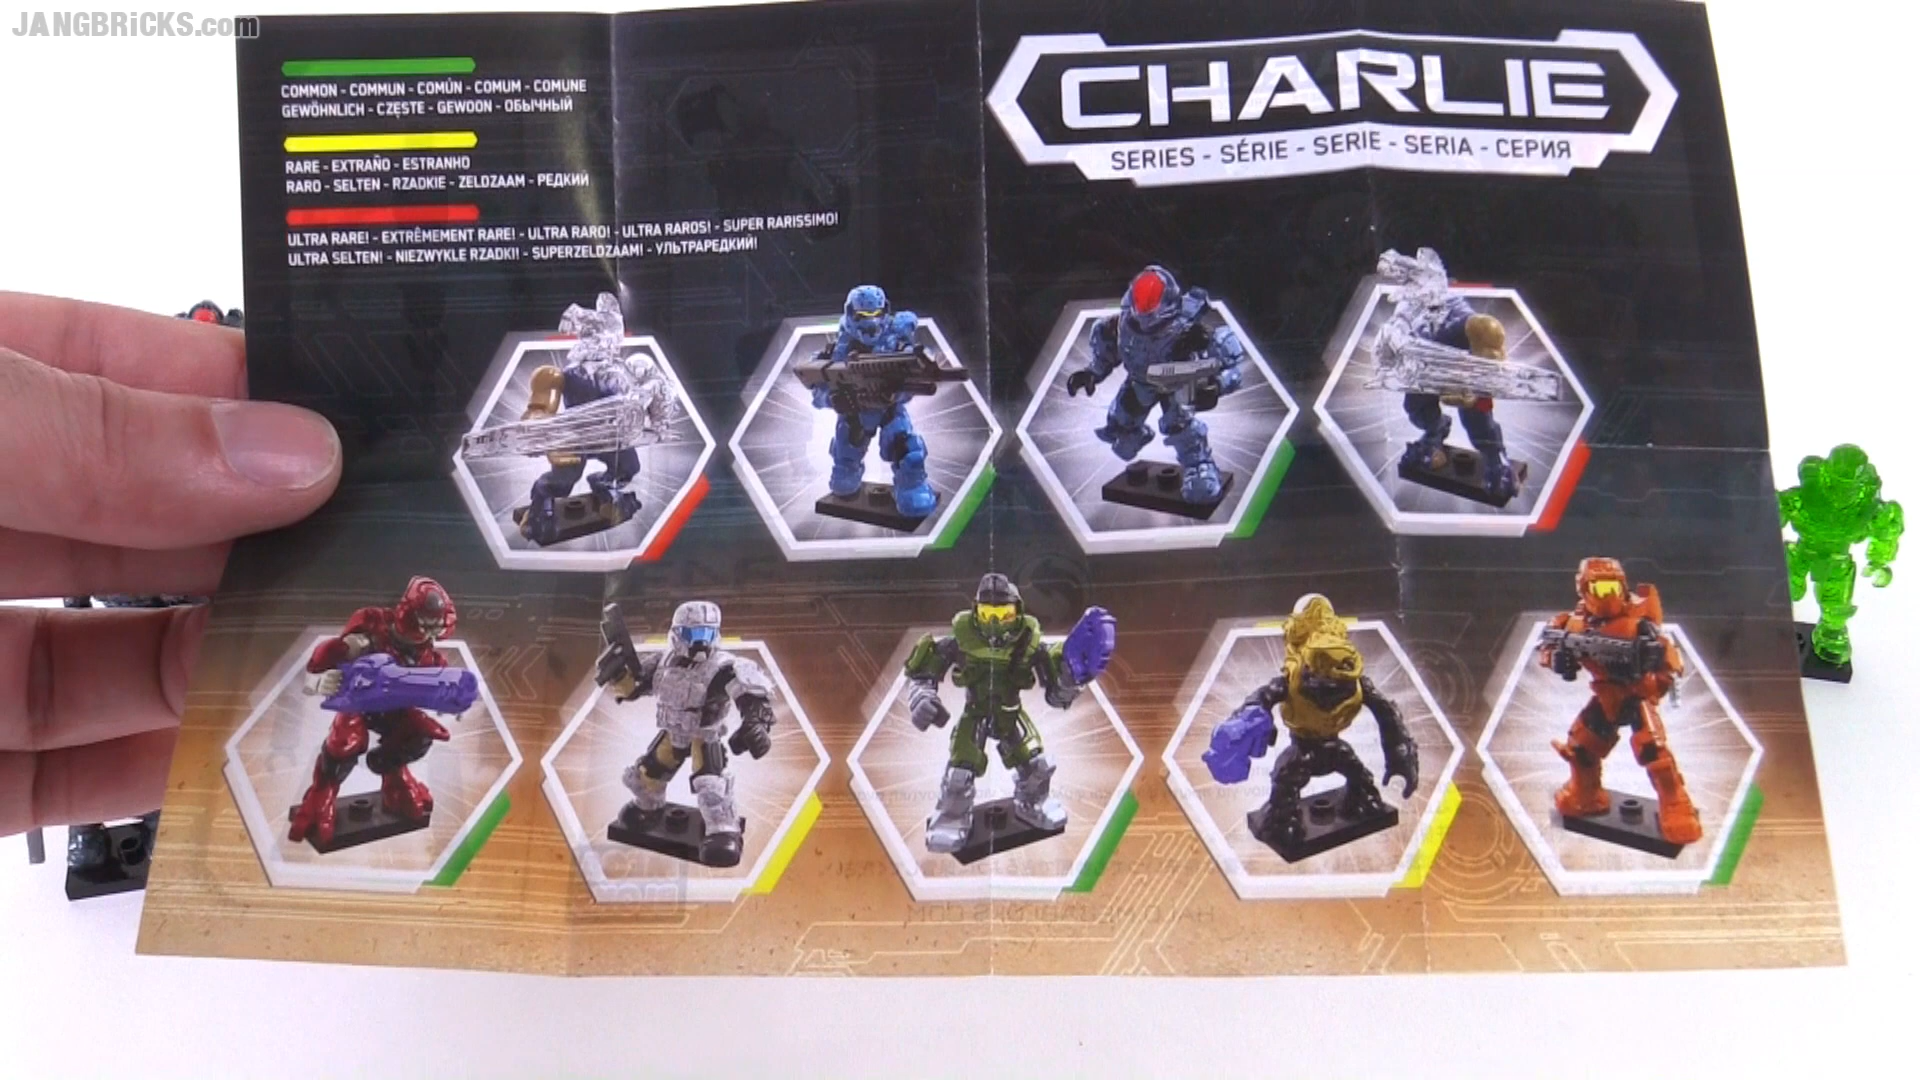 JANGBRiCKS.com
COMMON - COMMUN - COMÚN - COMUM - COMUNE
GEWÖHNLICH - CZĘSTE - GEWOON - ОБЫЧНЫЙ
RARE - EXTRAÑO - ESTRANHO
RARO - SELTEN - RZADKIE - ZELDZAAM - РЕДКИЙ
ULTRA RARE! - EXTRÊMEMENT RARE! - ULTRA RARO! - ULTRA RAROS! - SUPER RARISSIMO!
ULTRA SELTEN! - NIEZWYKLE RZADKI! - SUPERZELDZAAM! - УЛЬТРАРЕДКИЙ!
CHARLIE
SERIES - SÉRIE - SERIE - SERIA - СЕРИЯ